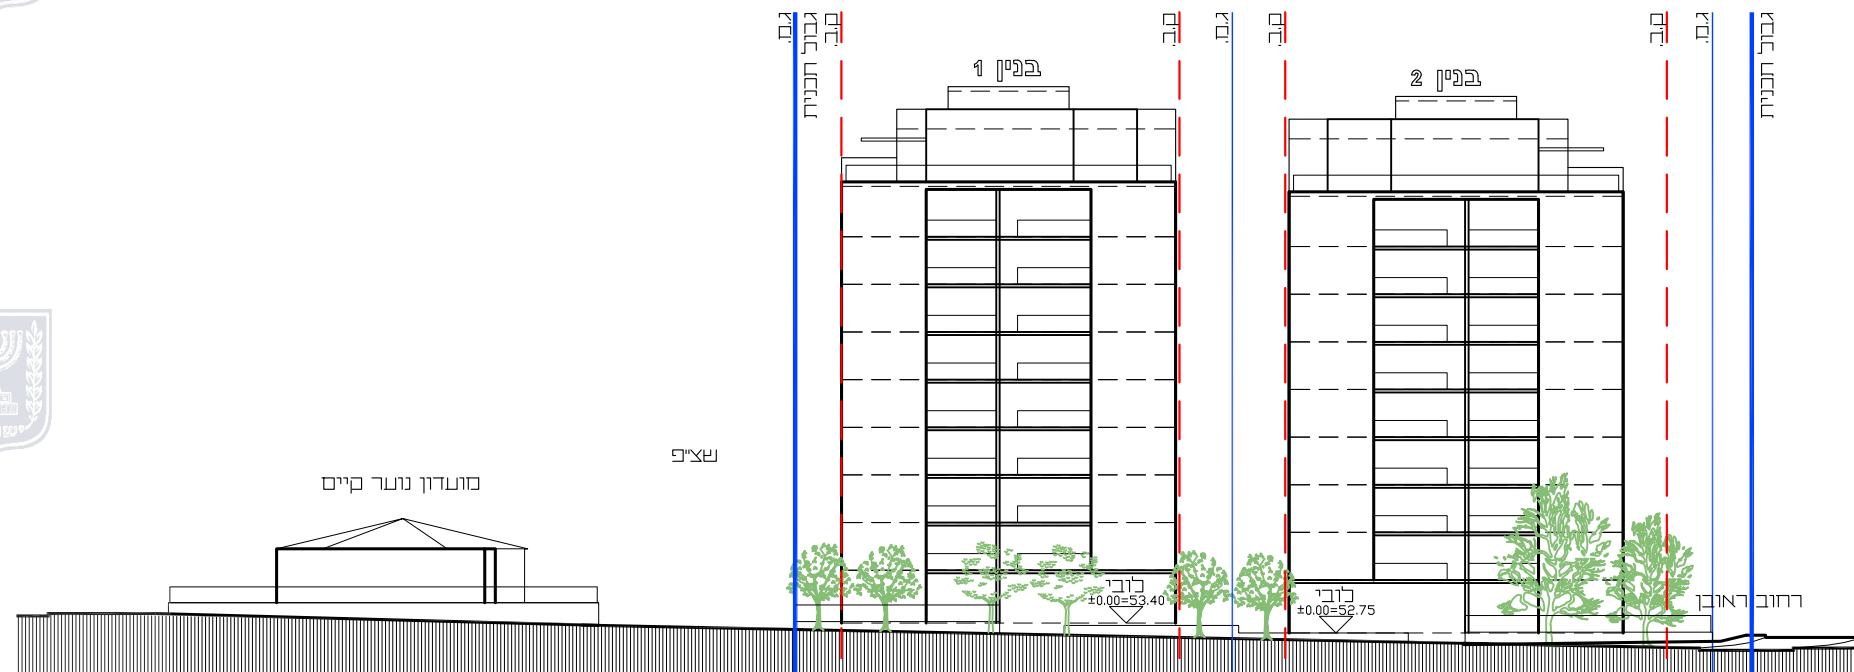 ג.מ.
גבול תכנית
ק.ב.
ק.ב.
ג.מ.
ק.ב.
ק.ב.
ג.מ.
גבול תכנית
בנין 1
בנין 2
שצ"פ
מועדון נוער קיים
לובי
±0.00=53.40
לובי
±0.00=52.75
רחוב ראובן